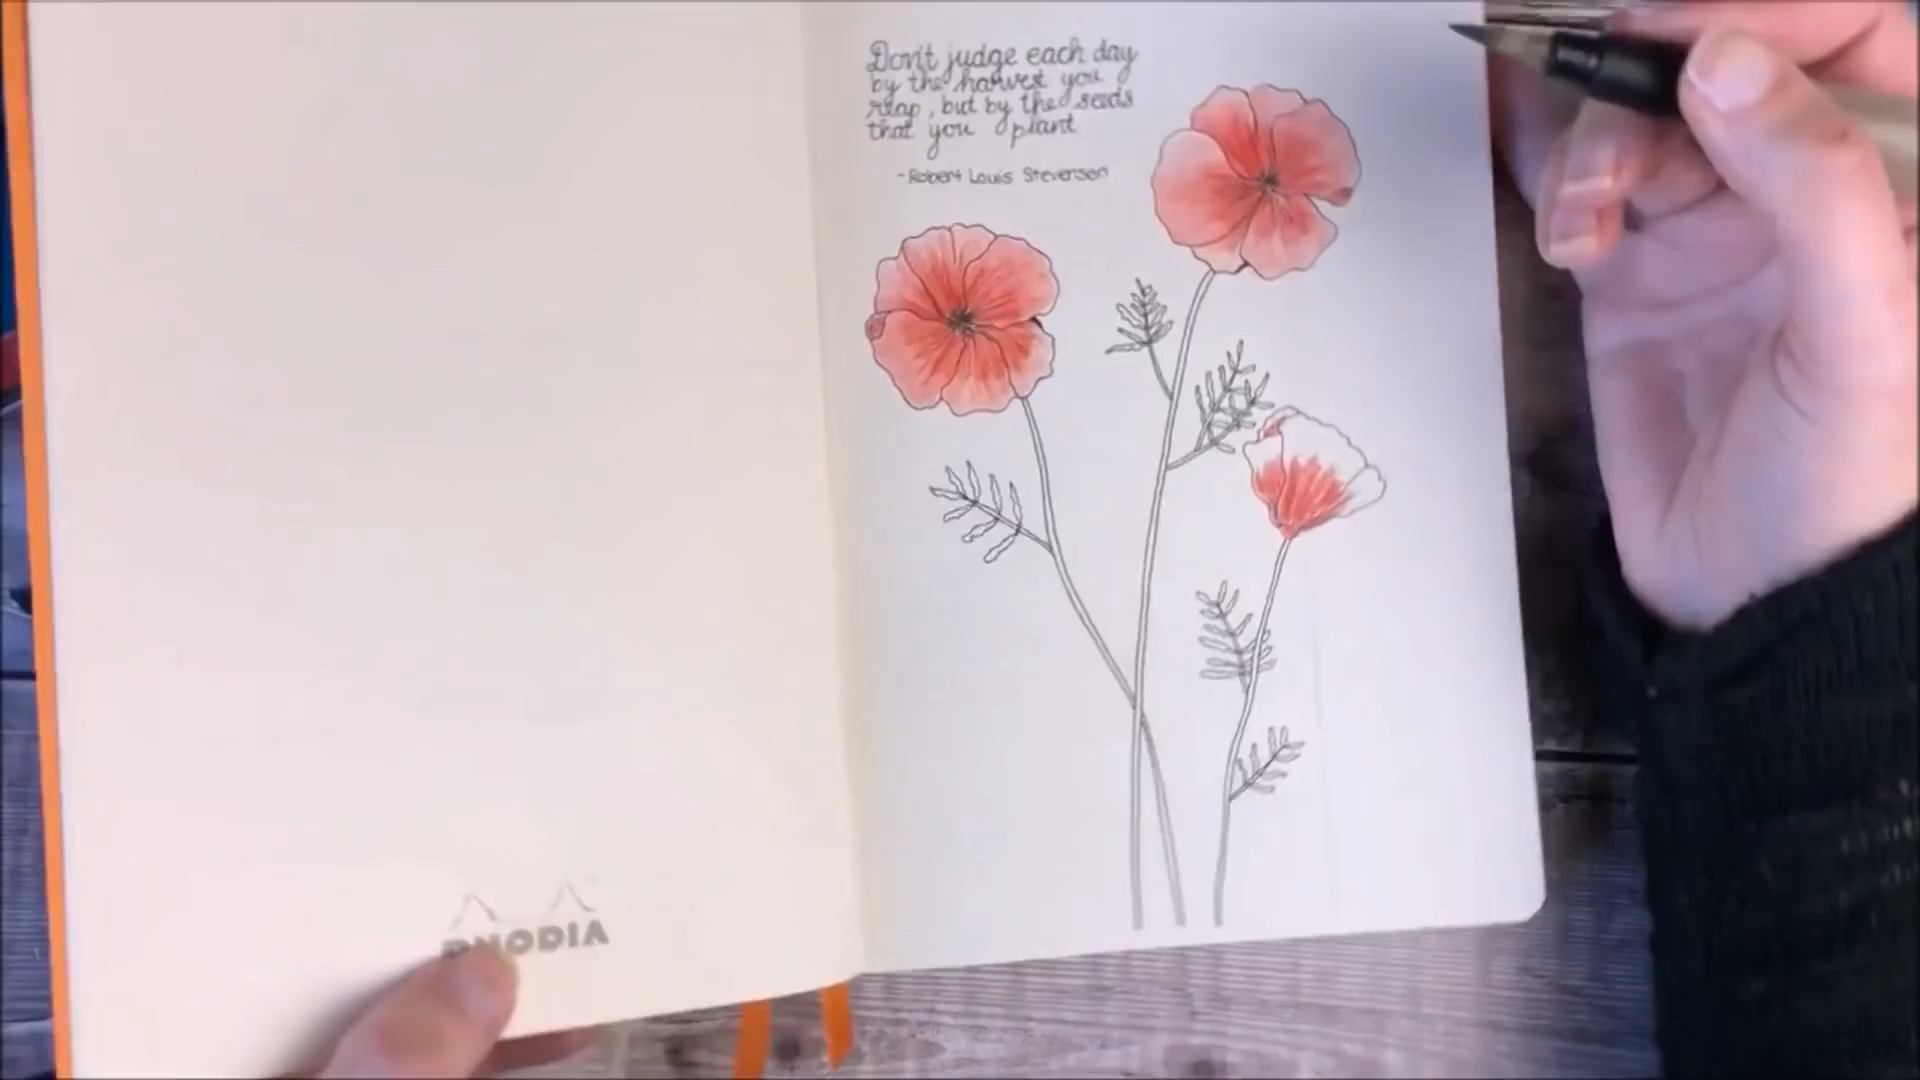 Don't judge each day
by the harvest you
reap, but by the seeds
that you plant
-Robert Louis Stevenson
RHODIA